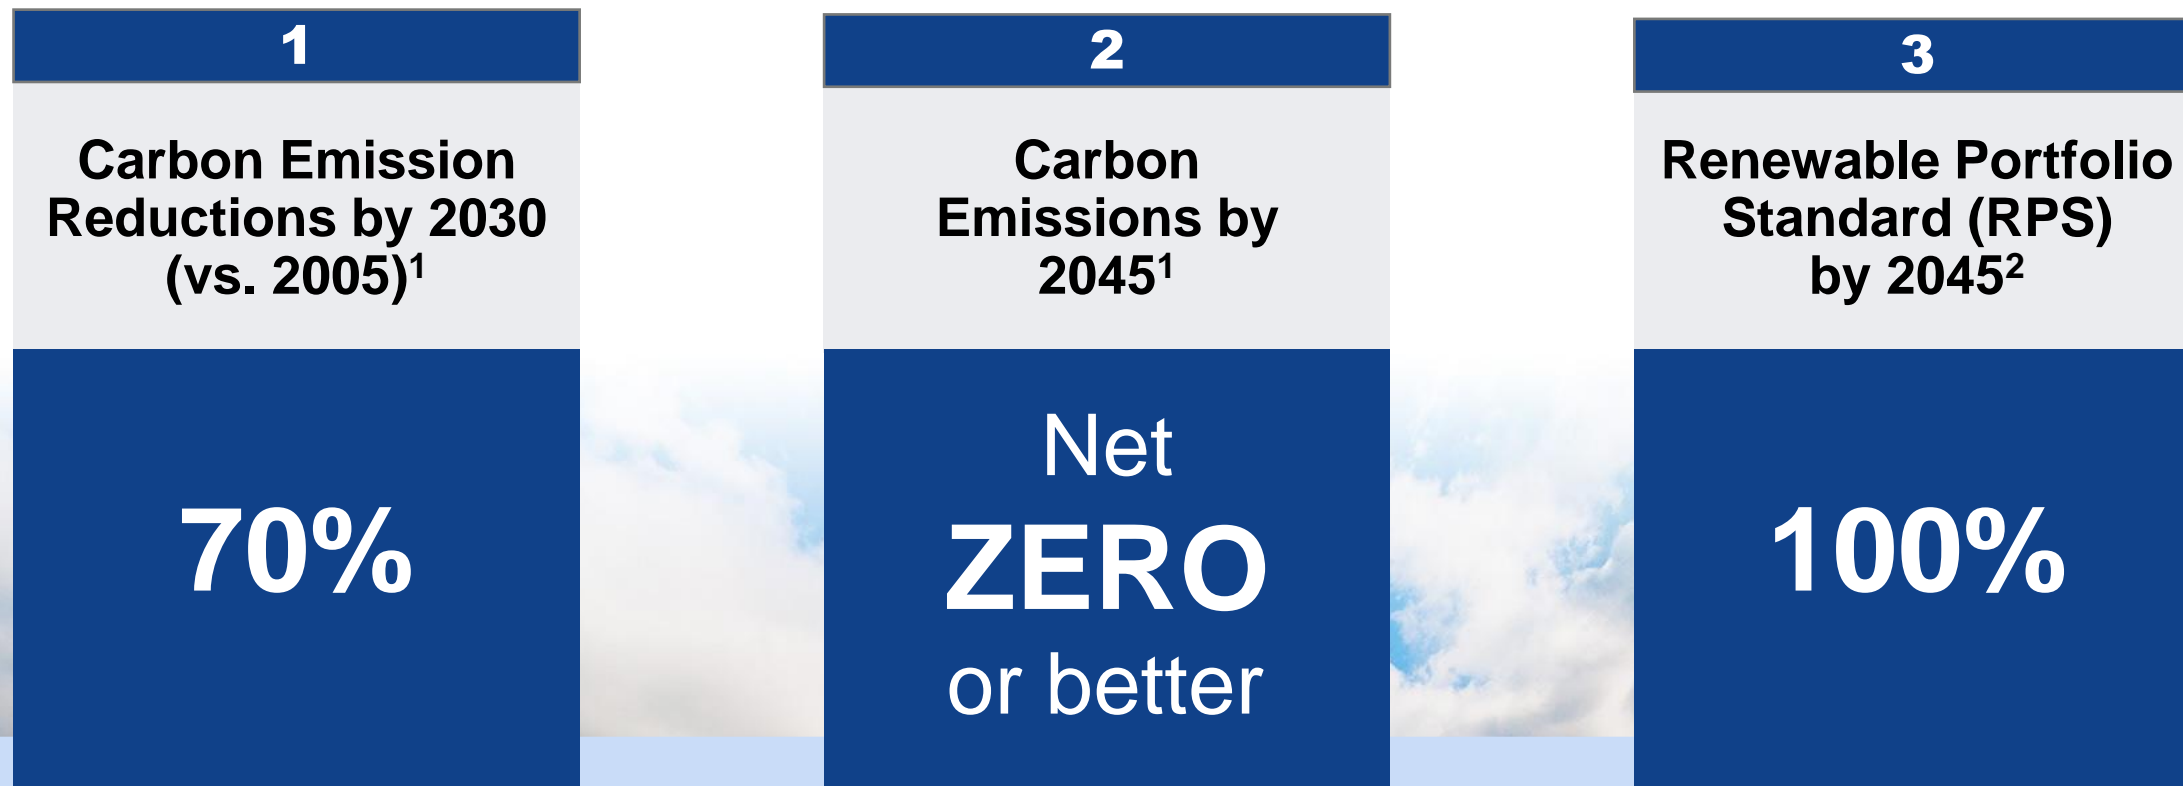 1
Carbon Emission
Reductions by 2030
(vs. 2005)¹
70%
2
Carbon
Emissions by
2045¹
Net
ZERO
or better
3
Renewable Portfolio
Standard (RPS)
by 2045²
100%